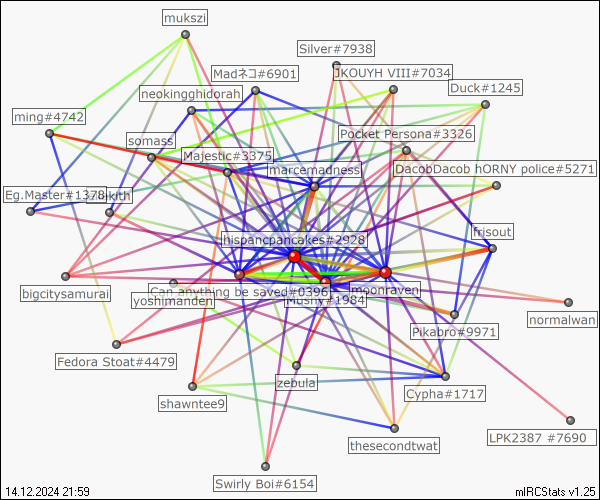 mukszi
Silver#7938
Madネコ#6901
JKOUYH VIII#7034
neokingghidorah
Duck#1245
ming#4742
Pocket Persona#3326
somass
Majestic#3375
marcemadness
DacobDacob hORNY police#5271
Eg.Master#1378
frisout
hispancpancakes#2928
Can anything be saved#0396
moonraven
bigcitysamurai
yoshimanden
normalwan
Pikabro#9971
Fedora Stoat#4479
zebula
Cypha#1717
shawntee9
thesecondtwat
LPK2387 #7690
Swirly Boi#6154
14.12.2024 21:59
mIRCStats v1.25